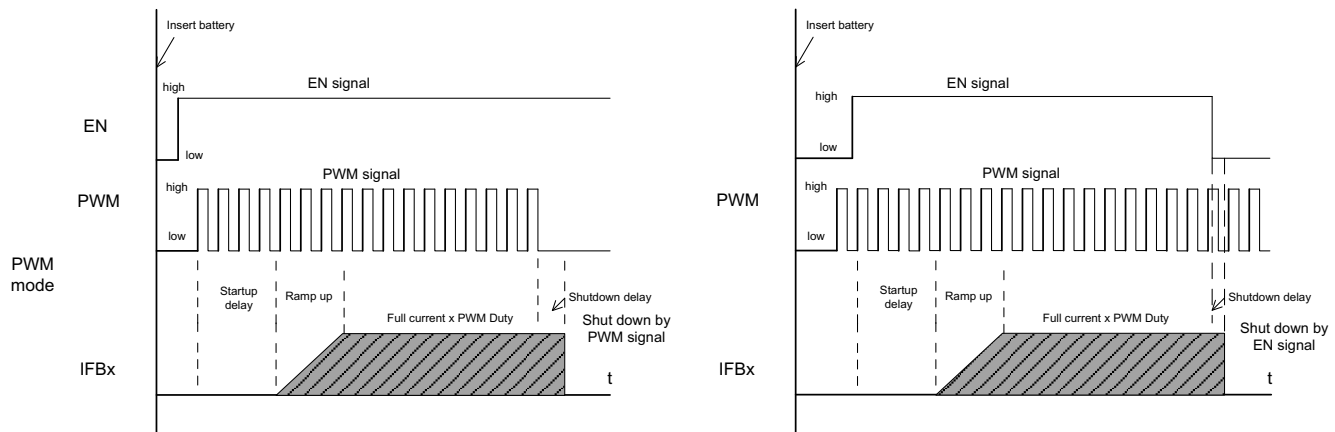 Insert battery
EN signal
high
EN
low
PWM signal
high
PWM
low
PWM
mode
Startup
delay
Ramp up
Full current x PWM Duty
Shutdown delay
Shut down by
PWM signal
IFBx
t
Insert battery
EN signal
high
low
PWM signal
high
PWM
low
Startup
delay
Ramp up
Full current x PWM Duty
Shutdown delay
Shut down by
EN signal
IFBx
t